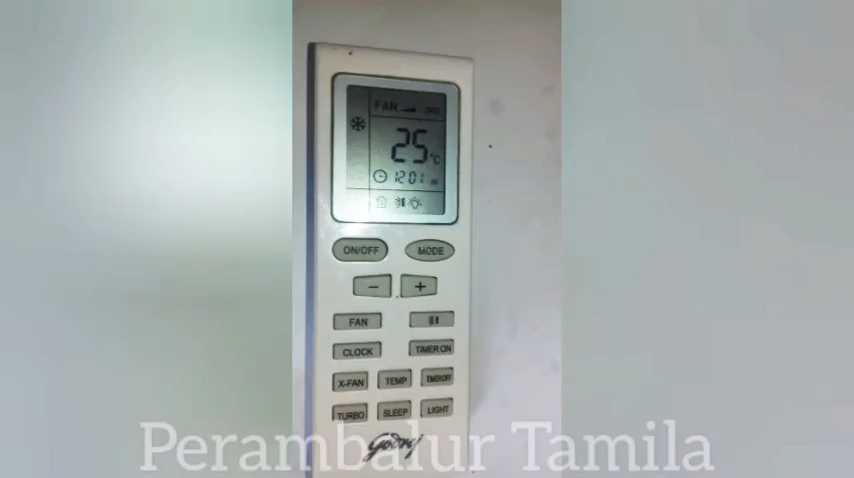 FAN
25 °C
12:01
ON/OFF MODE
− +
FAN
CLOCK TIMER ON
X-FAN TEMP TIMER OFF
TURBO SLEEP LIGHT
Godrej
Perambalur Tamila